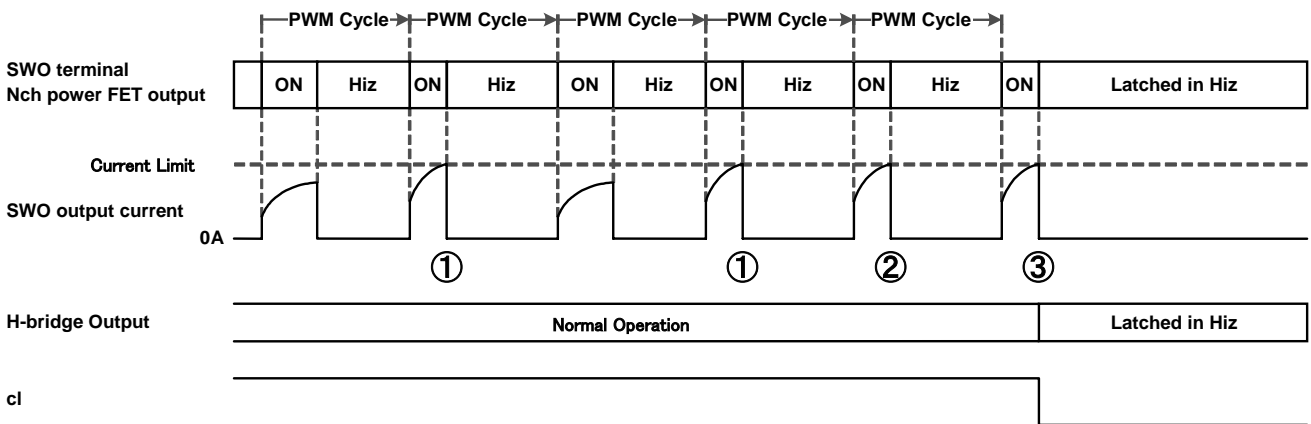 PWM Cycle PWM Cycle PWM Cycle PWM Cycle PWM Cycle
SWO terminal
Nch power FET output
ON Hiz ON Hiz ON Hiz ON Hiz ON Hiz ON Latched in Hiz
Current Limit
SWO output current
0A
① ① ② ③
H-bridge Output Normal Operation Latched in Hiz
cl